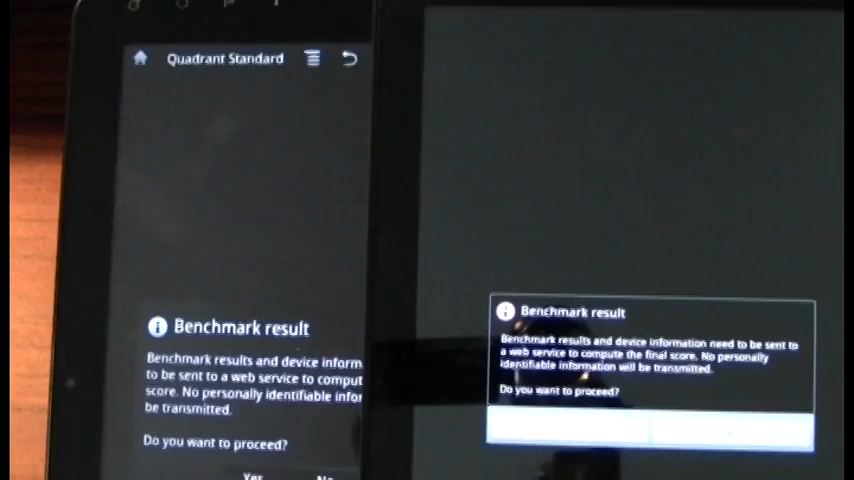 Quadrant Standard
Benchmark result
Benchmark results and device inform
to be sent to a web service to comput
score. No personally identifiable infor
be transmitted.
Do you want to proceed?
Yes No
Benchmark result
Benchmark results and device information need to be sent to
a web service to compute the final score. No personally
identifiable information will be transmitted.
Do you want to proceed?